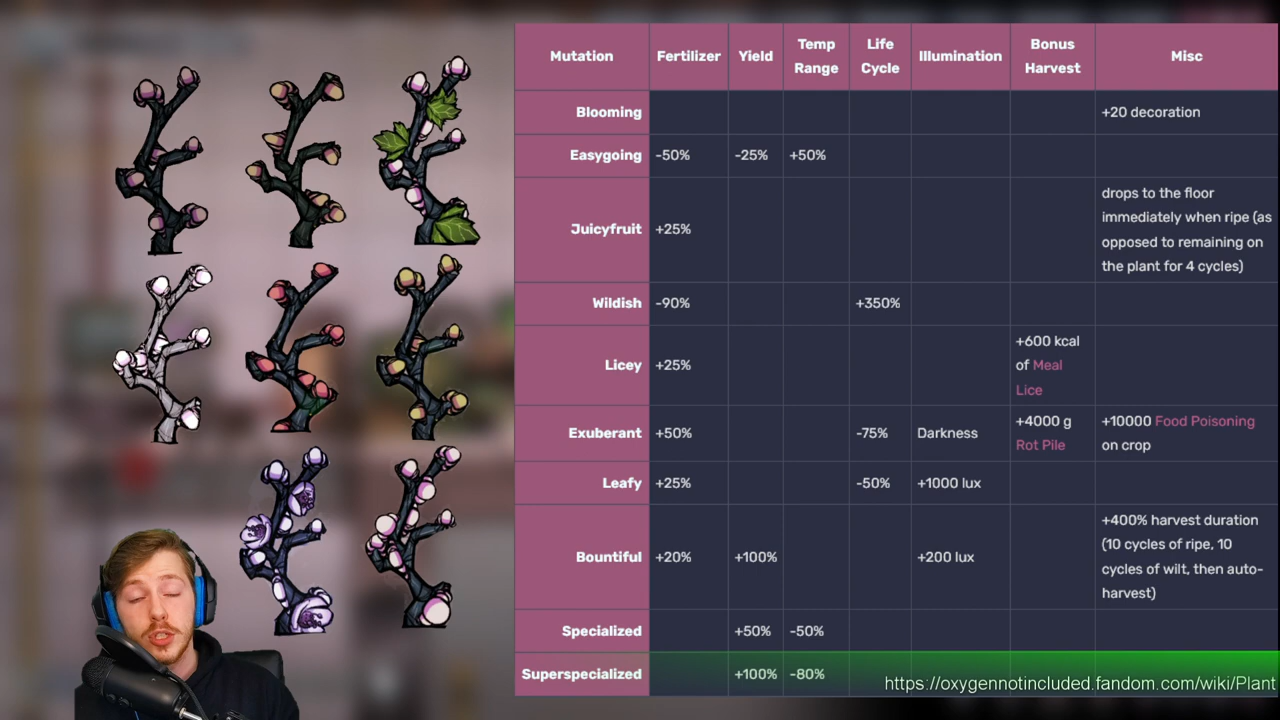 Mutation Fertilizer Yield Temp Range Life Cycle Illumination Bonus Harvest Misc
Blooming +20 decoration
Easygoing -50% -25% +50%
Juicyfruit +25% drops to the floor
immediately when ripe (as
opposed to remaining on
the plant for 4 cycles)
Wildish -90% +350%
Licey +25% +600 kcal
of Meal
Lice
Exuberant +50% -75% Darkness +4000 g Rot Pile +10000 Food Poisoning
on crop
Leafy +25% -50% +1000 lux
Bountiful +20% +100% +200 lux +400% harvest duration
(10 cycles of ripe, 10
cycles of wilt, then auto-
harvest)
Specialized +50% -50%
Superspecialized +100% -80%
https://oxygennotincluded.fandom.com/wiki/Plant